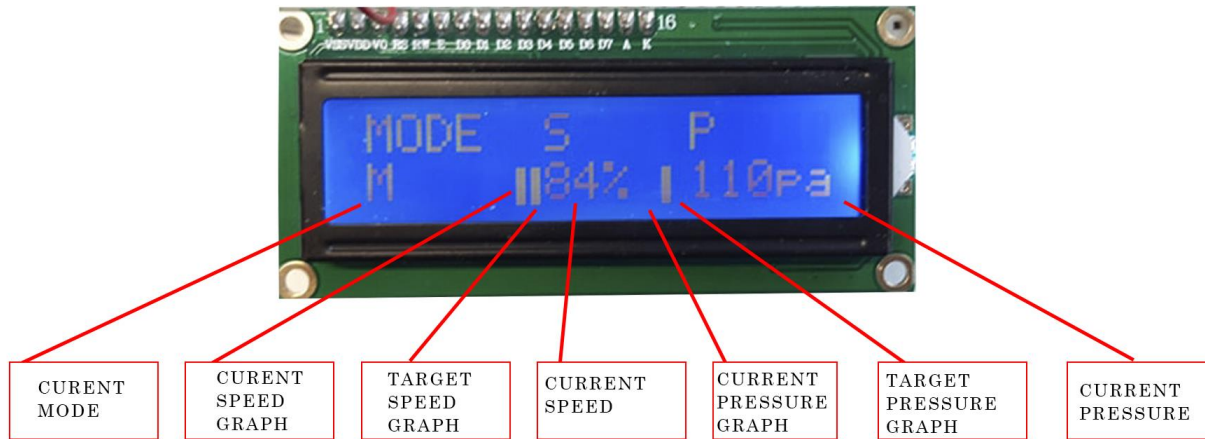 1 16
VSS VDD VO RS RW E D0 D1 D2 D3 D4 D5 D6 D7 A K
MODE S P
M 84% 110pa
CURENT
MODE
CURENT
SPEED
GRAPH
TARGET
SPEED
GRAPH
CURRENT
SPEED
CURRENT
PRESSURE
GRAPH
TARGET
PRESSURE
GRAPH
CURRENT
PRESSURE